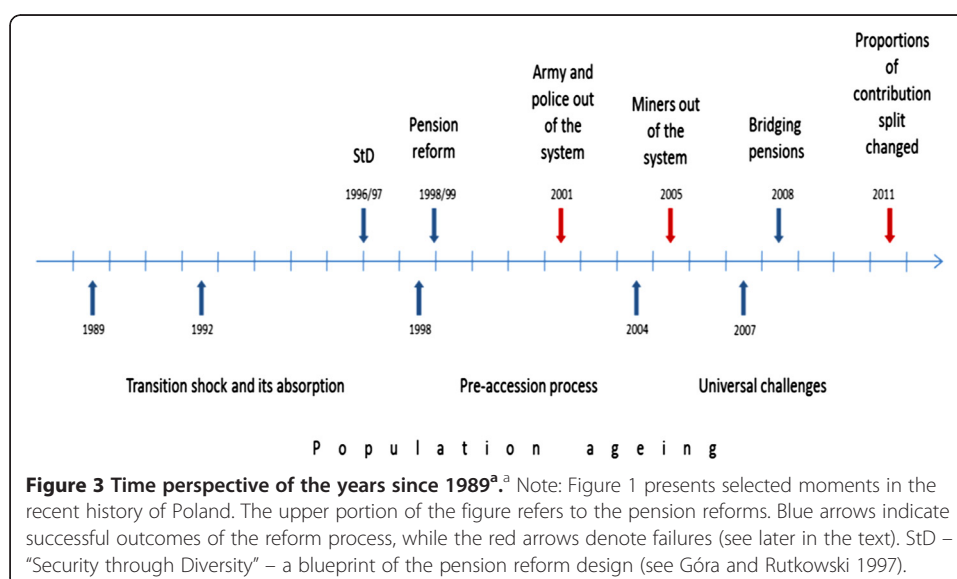 Proportions
of
contribution
split
changed
Army and
police out
of the
system
Miners out
of the
system
Bridging
pensions
Pension
reform
StD
1996/97
1998/99
2001
2005
2008
2011
1989
1992
1998
2004
2007
Transition shock and its absorption
Pre-accession process
Universal challenges
P o p u l a t i o n a g e i n g
Figure 3 Time perspective of the years since 1989ª.ª Note: Figure 1 presents selected moments in the
recent history of Poland. The upper portion of the figure refers to the pension reforms. Blue arrows indicate
successful outcomes of the reform process, while the red arrows denote failures (see later in the text). StD –
“Security through Diversity” – a blueprint of the pension reform design (see Góra and Rutkowski 1997).